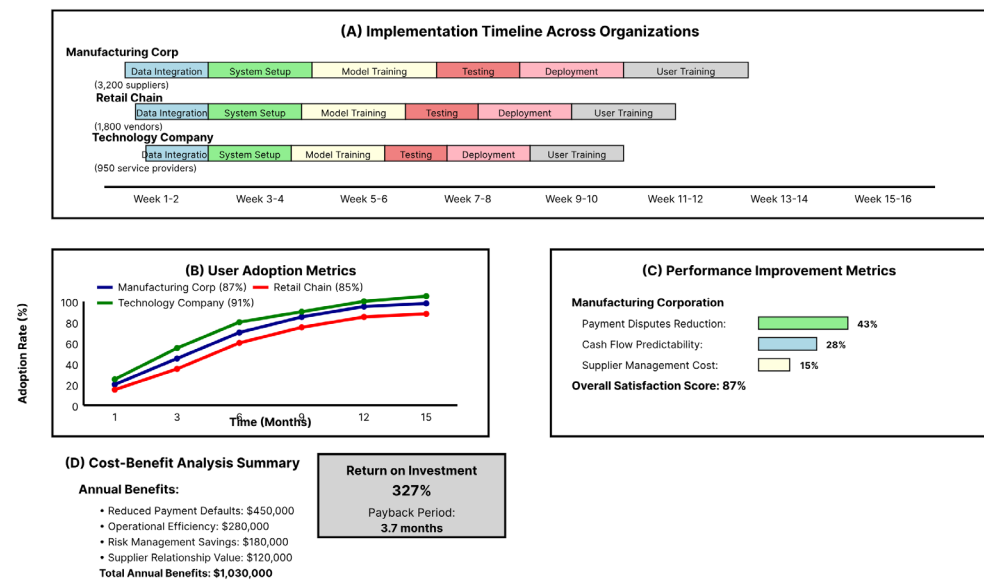 (A) Implementation Timeline Across Organizations
Manufacturing Corp
Data Integration System Setup Model Training Testing Deployment User Training
(3,200 suppliers)
Retail Chain
Data Integration System Setup Model Training Testing Deployment User Training
(1,800 vendors)
Technology Company
Data Integratio System Setup Model Training Testing Deployment User Training
(950 service providers)
Week 1-2 Week 3-4 Week 5-6 Week 7-8 Week 9-10 Week 11-12 Week 13-14 Week 15-16
(B) User Adoption Metrics
Manufacturing Corp (87%) Retail Chain (85%)
Technology Company (91%)
Adoption Rate (%)
100
80
60
40
20
0
1 3 6 9 12 15
Time (Months)
(C) Performance Improvement Metrics
Manufacturing Corporation
Payment Disputes Reduction: 43%
Cash Flow Predictability: 28%
Supplier Management Cost: 15%
Overall Satisfaction Score: 87%
(D) Cost-Benefit Analysis Summary
Annual Benefits:
• Reduced Payment Defaults: $450,000
• Operational Efficiency: $280,000
• Risk Management Savings: $180,000
• Supplier Relationship Value: $120,000
Total Annual Benefits: $1,030,000
Return on Investment
327%
Payback Period:
3.7 months